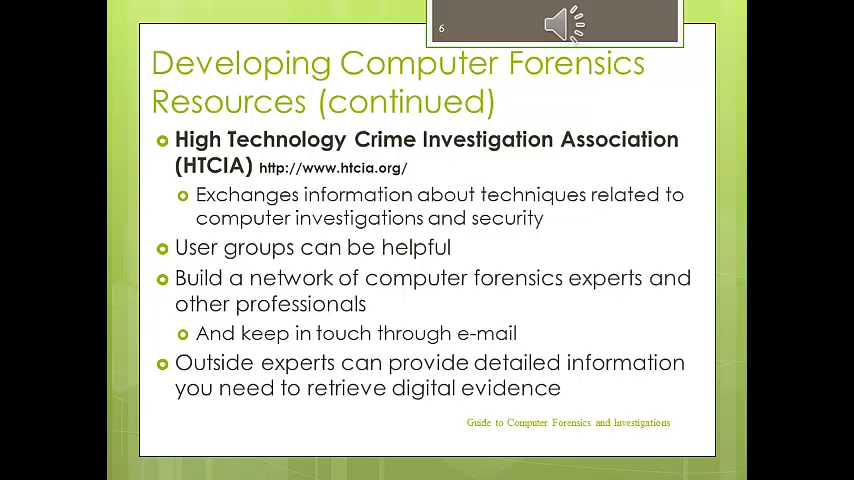 6
Developing Computer Forensics
Resources (continued)
High Technology Crime Investigation Association
(HTCIA) http://www.htcia.org/
Exchanges information about techniques related to
computer investigations and security
User groups can be helpful
Build a network of computer forensics experts and
other professionals
And keep in touch through e-mail
Outside experts can provide detailed information
you need to retrieve digital evidence
Guide to Computer Forensics and Investigations